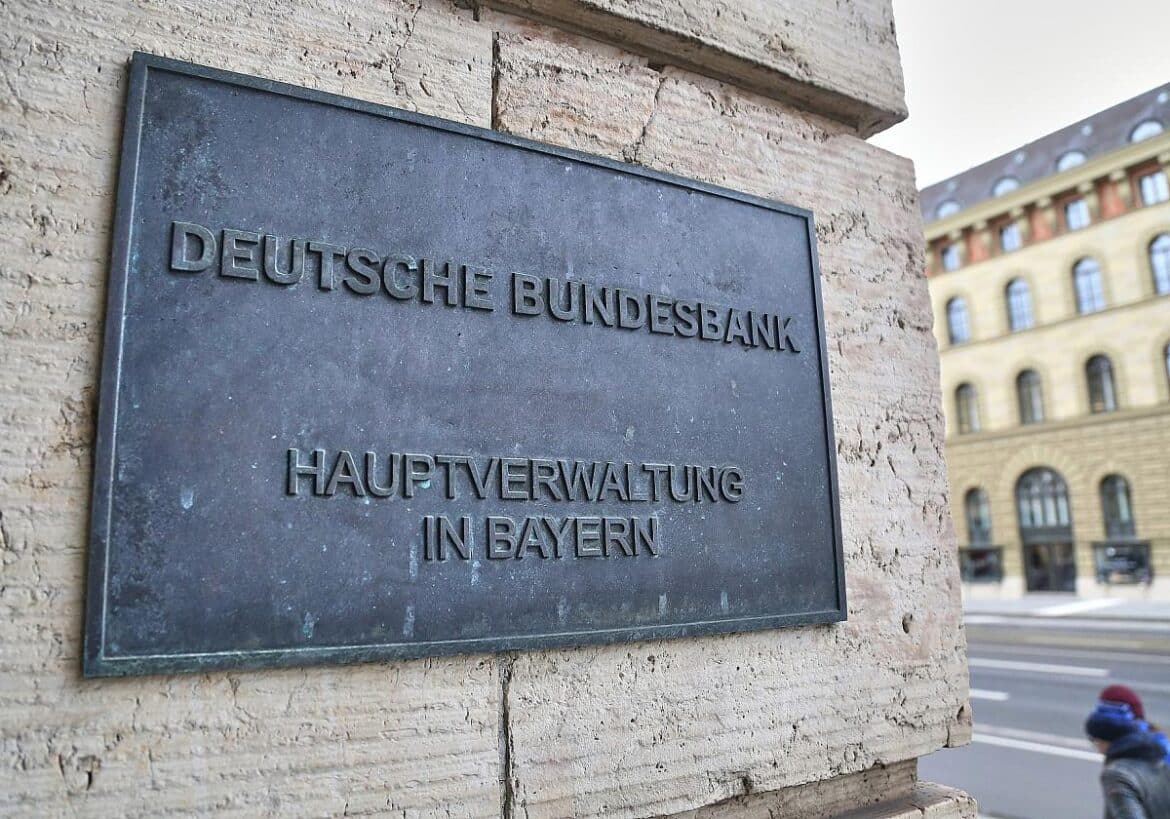 DEUTSCHE BUNDESBANK
HAUPTVERWALTUNG
IN BAYERN